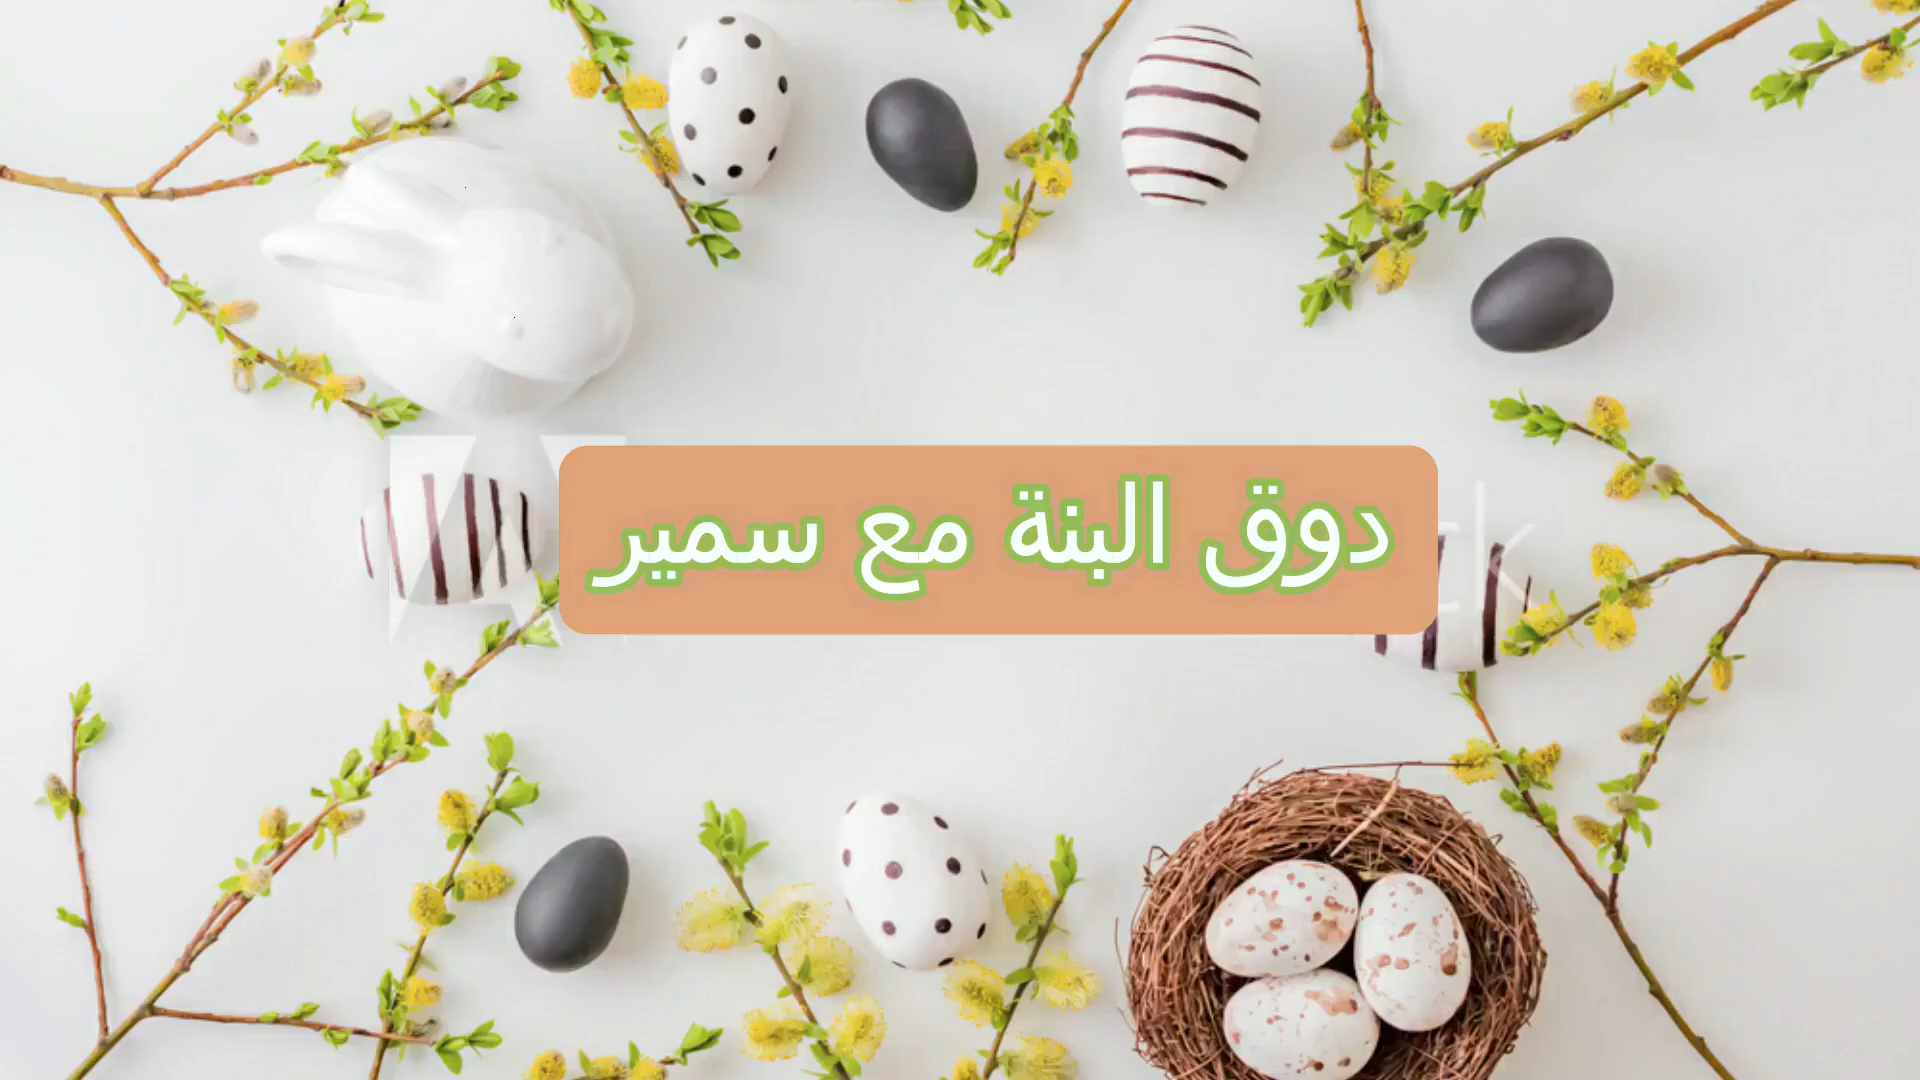 دوق البنة مع سمير